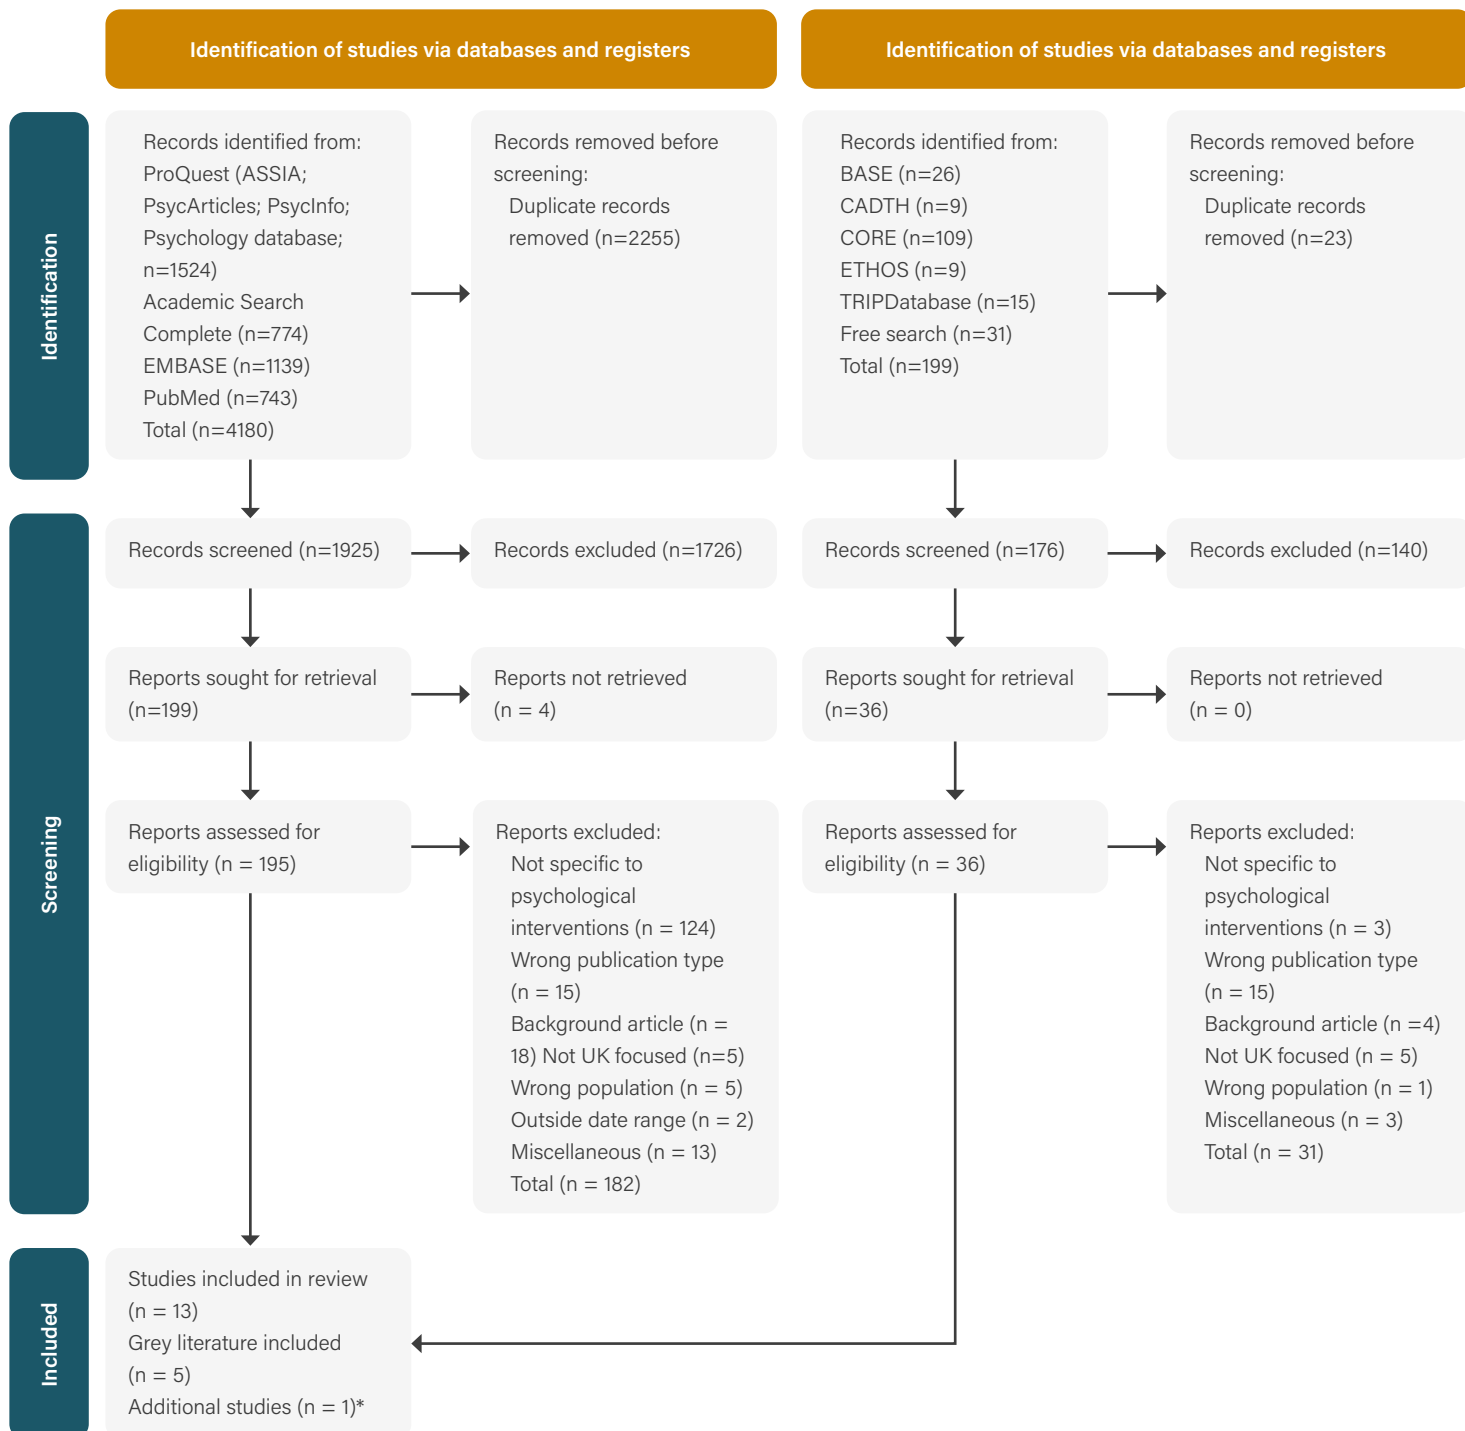 Identification of studies via databases and registers
Identification of studies via databases and registers
Identification
Records identified from:
ProQuest (ASSIA;
PsycArticles; PsycInfo;
Psychology database;
n=1524)
Academic Search
Complete (n=774)
EMBASE (n=1139)
PubMed (n=743)
Total (n=4180)
Records removed before
screening:
Duplicate records
removed (n=2255)
Records identified from:
BASE (n=26)
CADTH (n=9)
CORE (n=109)
ETHOS (n=9)
TRIPDatabase (n=15)
Free search (n=31)
Total (n=199)
Records removed before
screening:
Duplicate records
removed (n=23)
Screening
Records screened (n=1925)
Records excluded (n=1726)
Records screened (n=176)
Records excluded (n=140)
Reports sought for retrieval
(n=199)
Reports not retrieved
(n = 4)
Reports sought for retrieval
(n=36)
Reports not retrieved
(n = 0)
Reports assessed for
eligibility (n = 195)
Reports excluded:
Not specific to
psychological
interventions (n = 124)
Wrong publication type
(n = 15)
Background article (n =
18) Not UK focused (n=5)
Wrong population (n = 5)
Outside date range (n = 2)
Miscellaneous (n = 13)
Total (n = 182)
Reports assessed for
eligibility (n = 36)
Reports excluded:
Not specific to
psychological
interventions (n = 3)
Wrong publication type
(n = 15)
Background article (n =4)
Not UK focused (n = 5)
Wrong population (n = 1)
Miscellaneous (n = 3)
Total (n = 31)
Included
Studies included in review
(n = 13)
Grey literature included
(n = 5)
Additional studies (n = 1)*